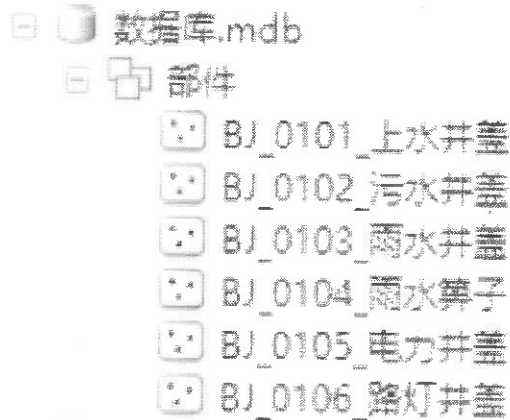 数据库.mdb
部件
BJ_0101_上水井盖
BJ_0102_污水井盖
BJ_0103_雨水井盖
BJ_0104_雨水箅子
BJ_0105_电力井盖
BJ_0106_路灯井盖